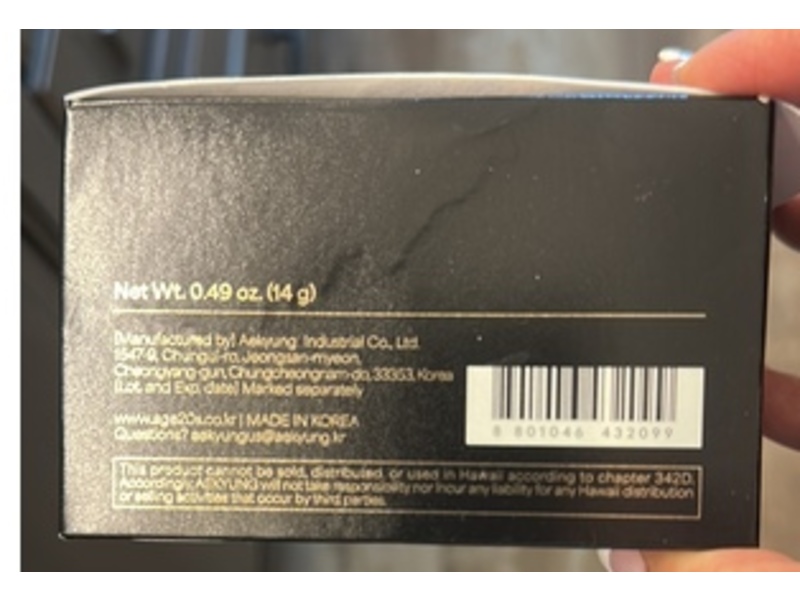 Net Wt. 0.49 oz. (14 g)
[Manufactured by] Aekyung Industrial Co., Ltd.
1547-9, Chungui-ro, Jeongsan-myeon,
Cheongyang-gun, Chungcheongnam-do, 33353, Korea
[Lot. and Exp. date] Marked separately
www.age20s.co.kr | MADE IN KOREA
Questions? aekyungus@aekyung.kr
8 801046 432099
This product cannot be sold, distributed, or used in Hawaii according to chapter 342D.
Accordingly, AEKYUNG will not take responsibility nor incur any liability for any Hawaii distribution
or selling activities that occur by third parties.